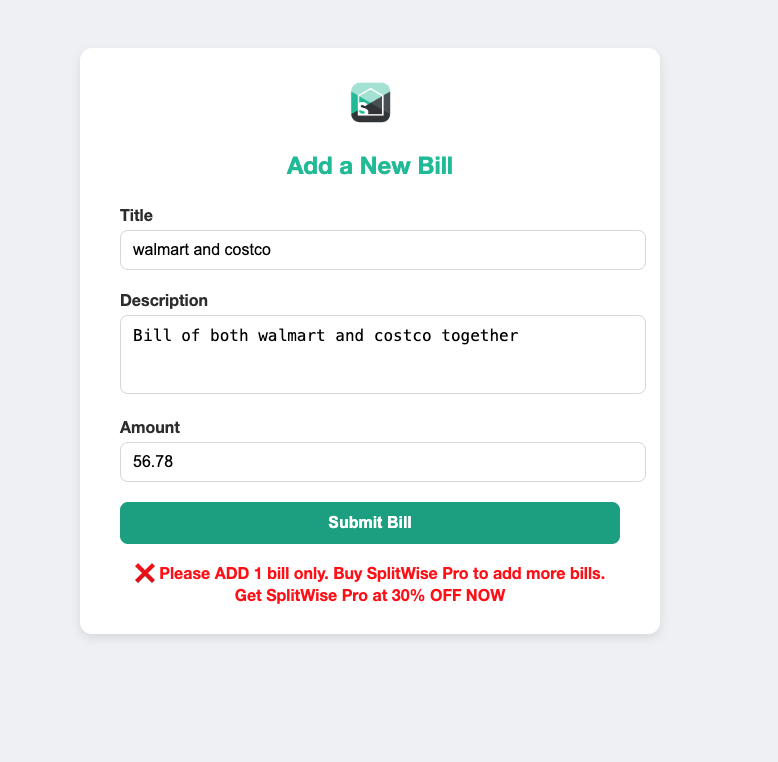 S
Add a New Bill
Title
walmart and costco
Description
Bill of both walmart and costco together
Amount
56.78
Submit Bill
❌ Please ADD 1 bill only. Buy SplitWise Pro to add more bills.
Get SplitWise Pro at 30% OFF NOW